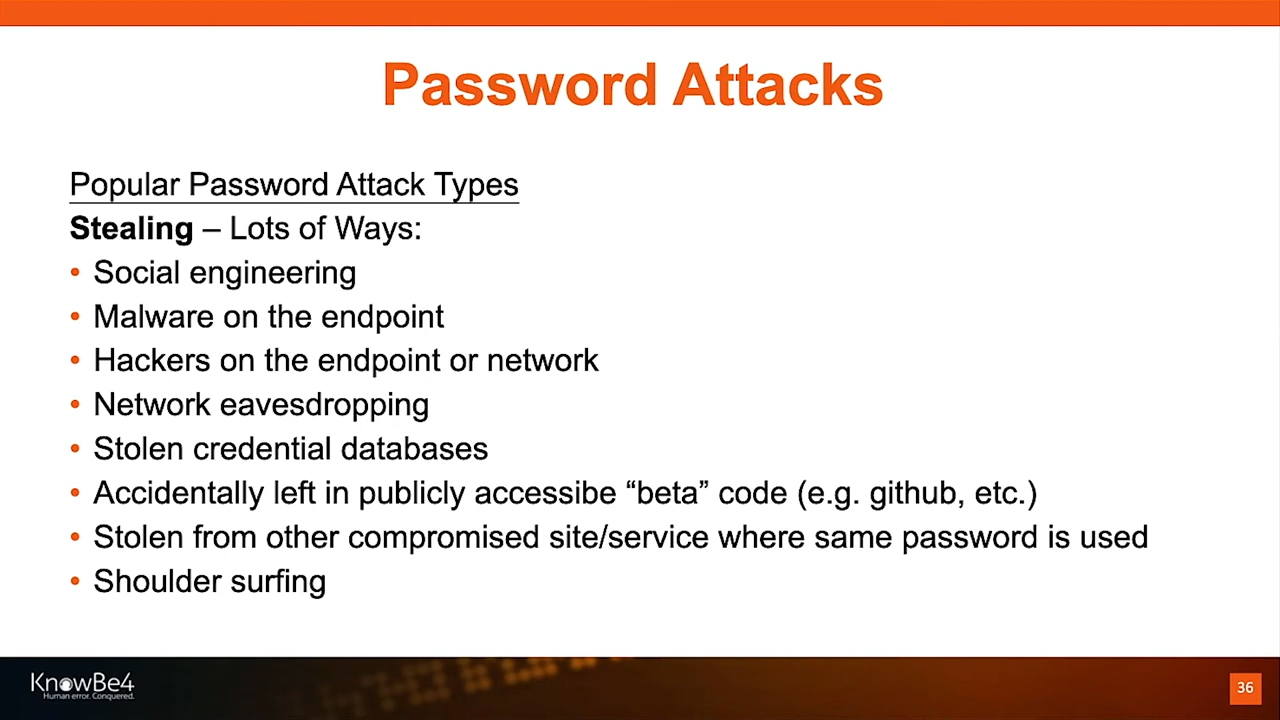 Password Attacks
Popular Password Attack Types
Stealing – Lots of Ways:
• Social engineering
• Malware on the endpoint
• Hackers on the endpoint or network
• Network eavesdropping
• Stolen credential databases
• Accidentally left in publicly accessibe “beta” code (e.g. github, etc.)
• Stolen from other compromised site/service where same password is used
• Shoulder surfing
KnowBe4
Human error. Conquered.
36